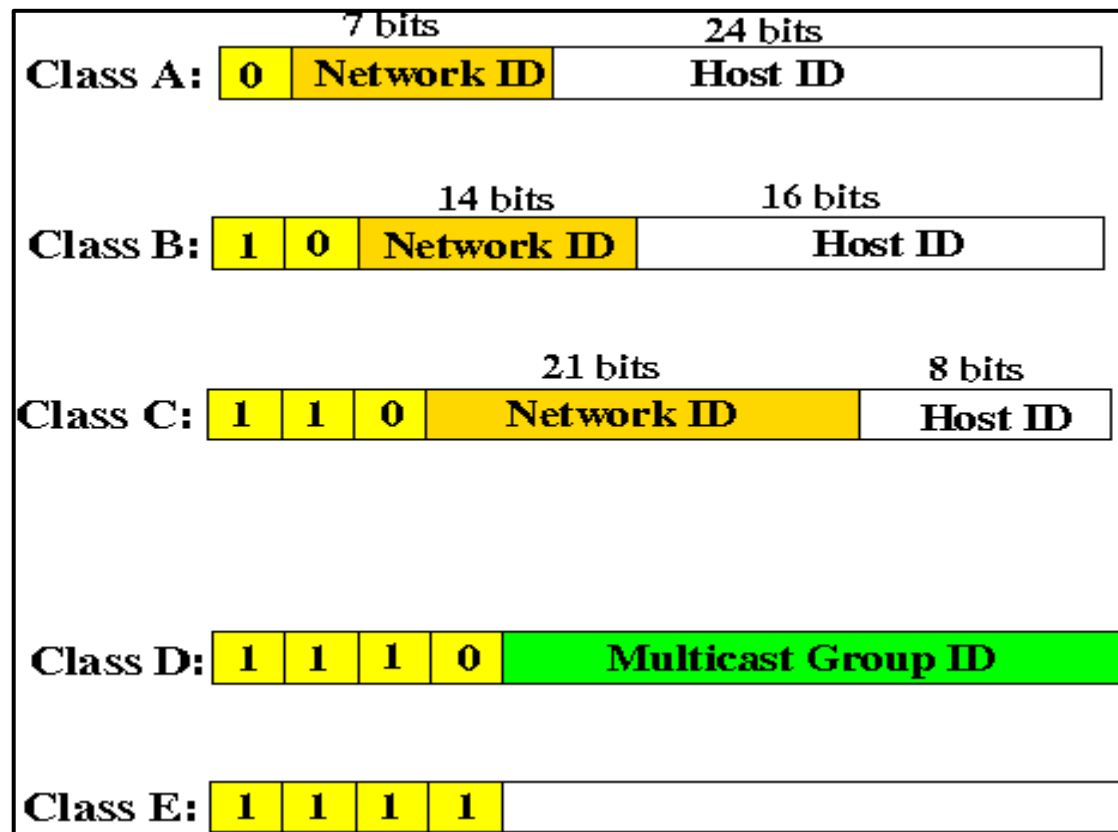 7 bits 24 bits
Class A: 0 Network ID Host ID
14 bits 16 bits
Class B: 1 0 Network ID Host ID
21 bits 8 bits
Class C: 1 1 0 Network ID Host ID
Class D: 1 1 1 0 Multicast Group ID
Class E: 1 1 1 1